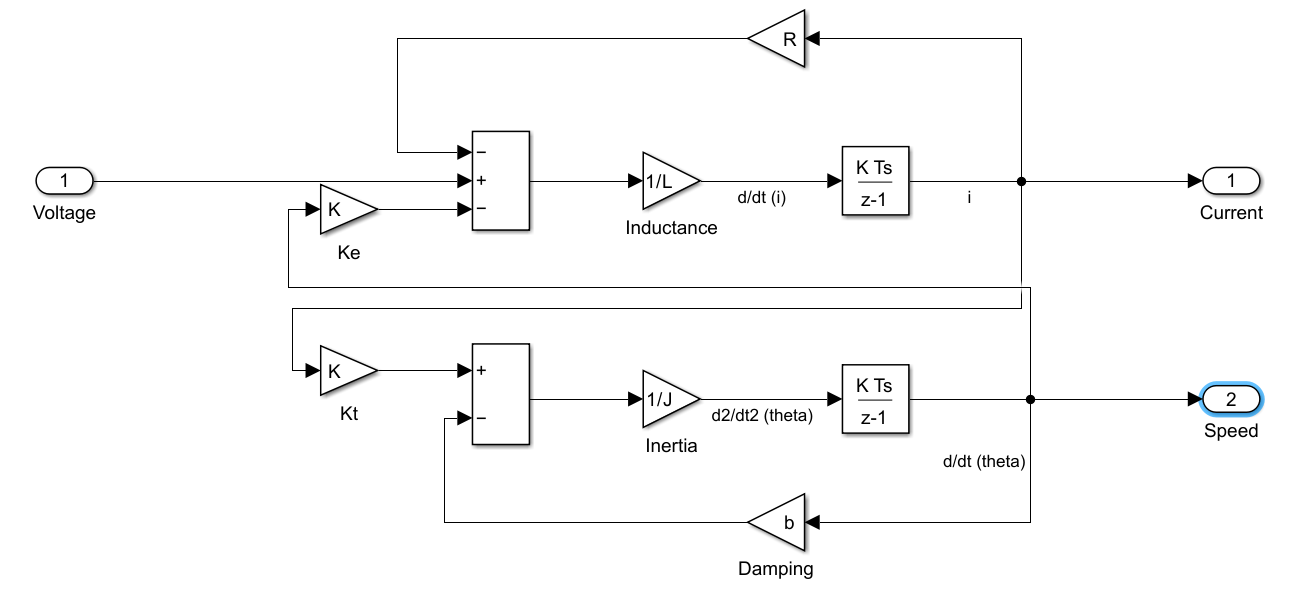 R
−
K Ts
1
+
1/L
z-1
1
Voltage
K
−
d/dt (i)
i
Current
Inductance
Ke
K
+
K Ts
1/J
z-1
2
Kt
−
d2/dt2 (theta)
Speed
Inertia
d/dt (theta)
b
Damping